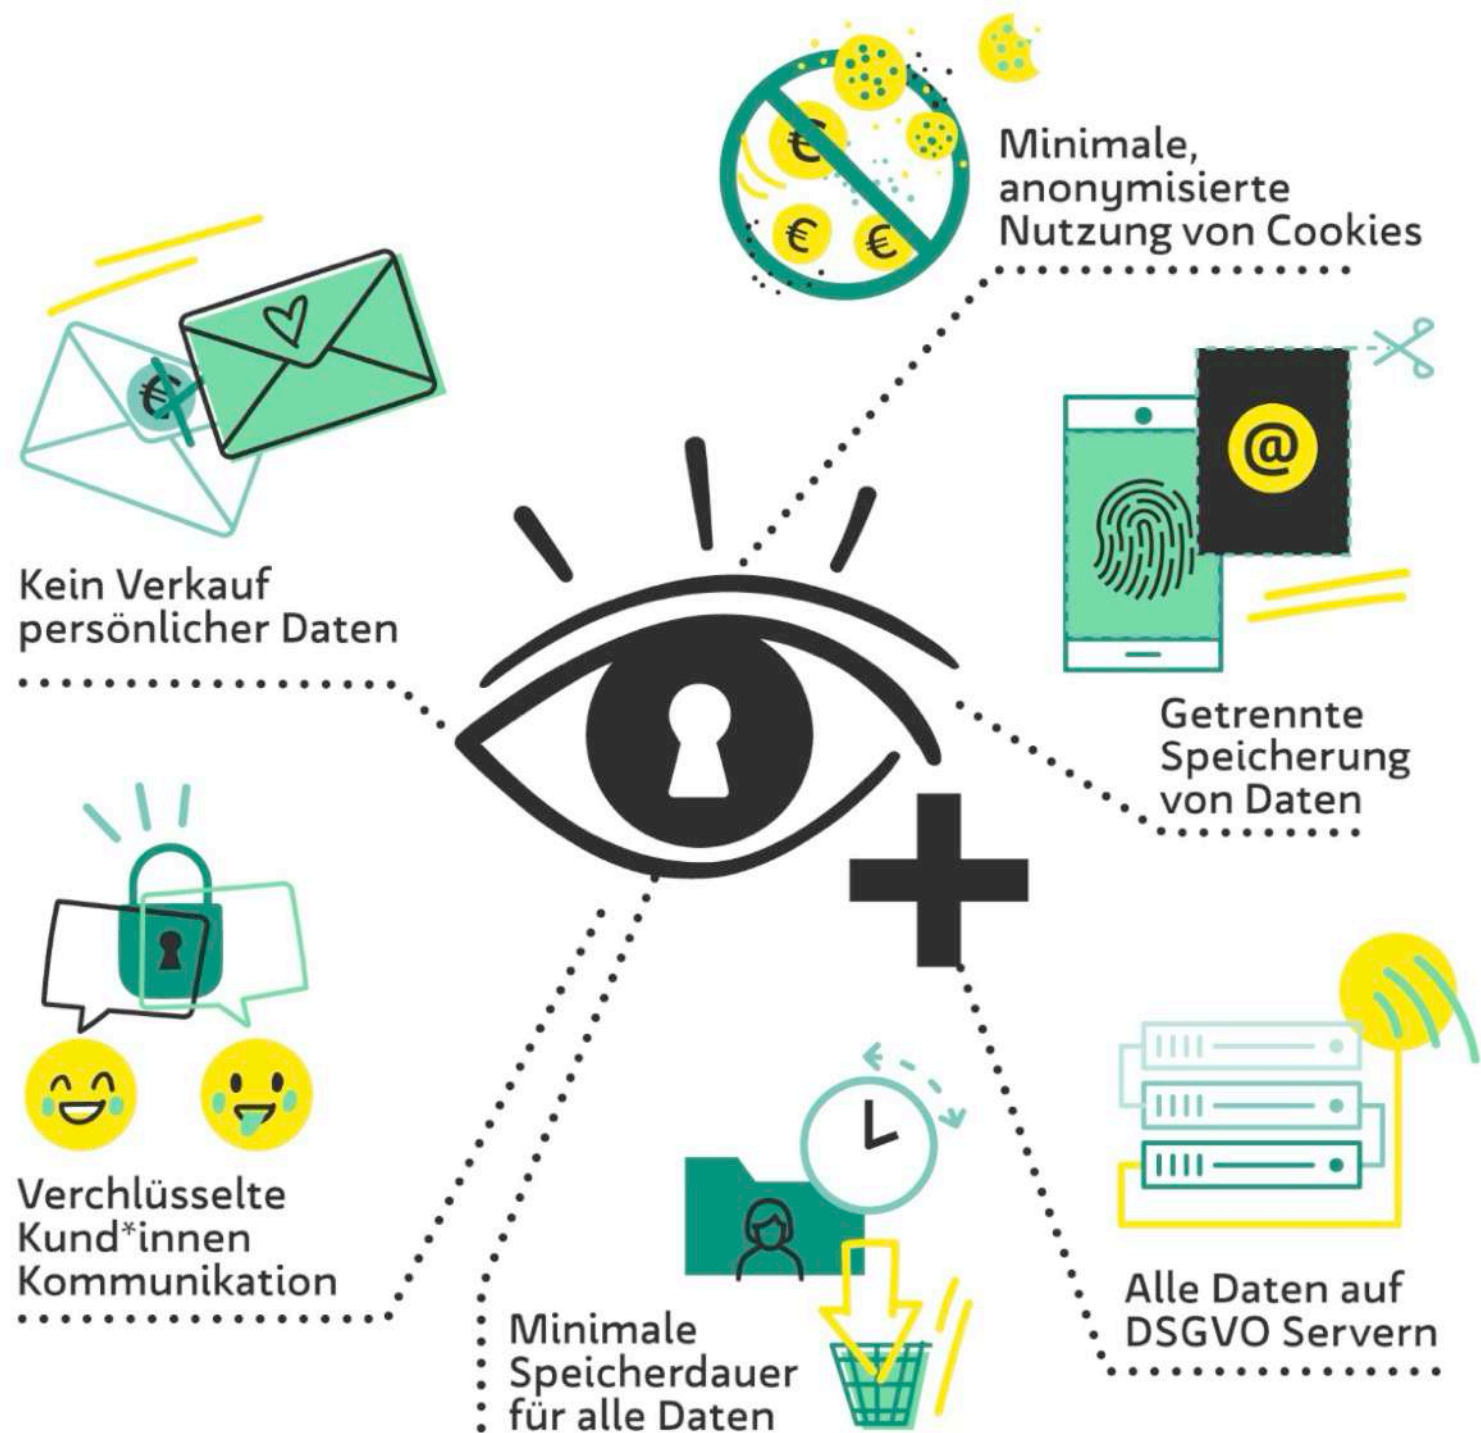 Minimale,
anonymisierte
Nutzung von Cookies
€
€
€
€
@
Kein Verkauf
persönlicher Daten
Getrennte
Speicherung
von Daten
Verchlüsselte
Kund*innen
Kommunikation
Minimale
Speicherdauer
für alle Daten
Alle Daten auf
DSGVO Servern